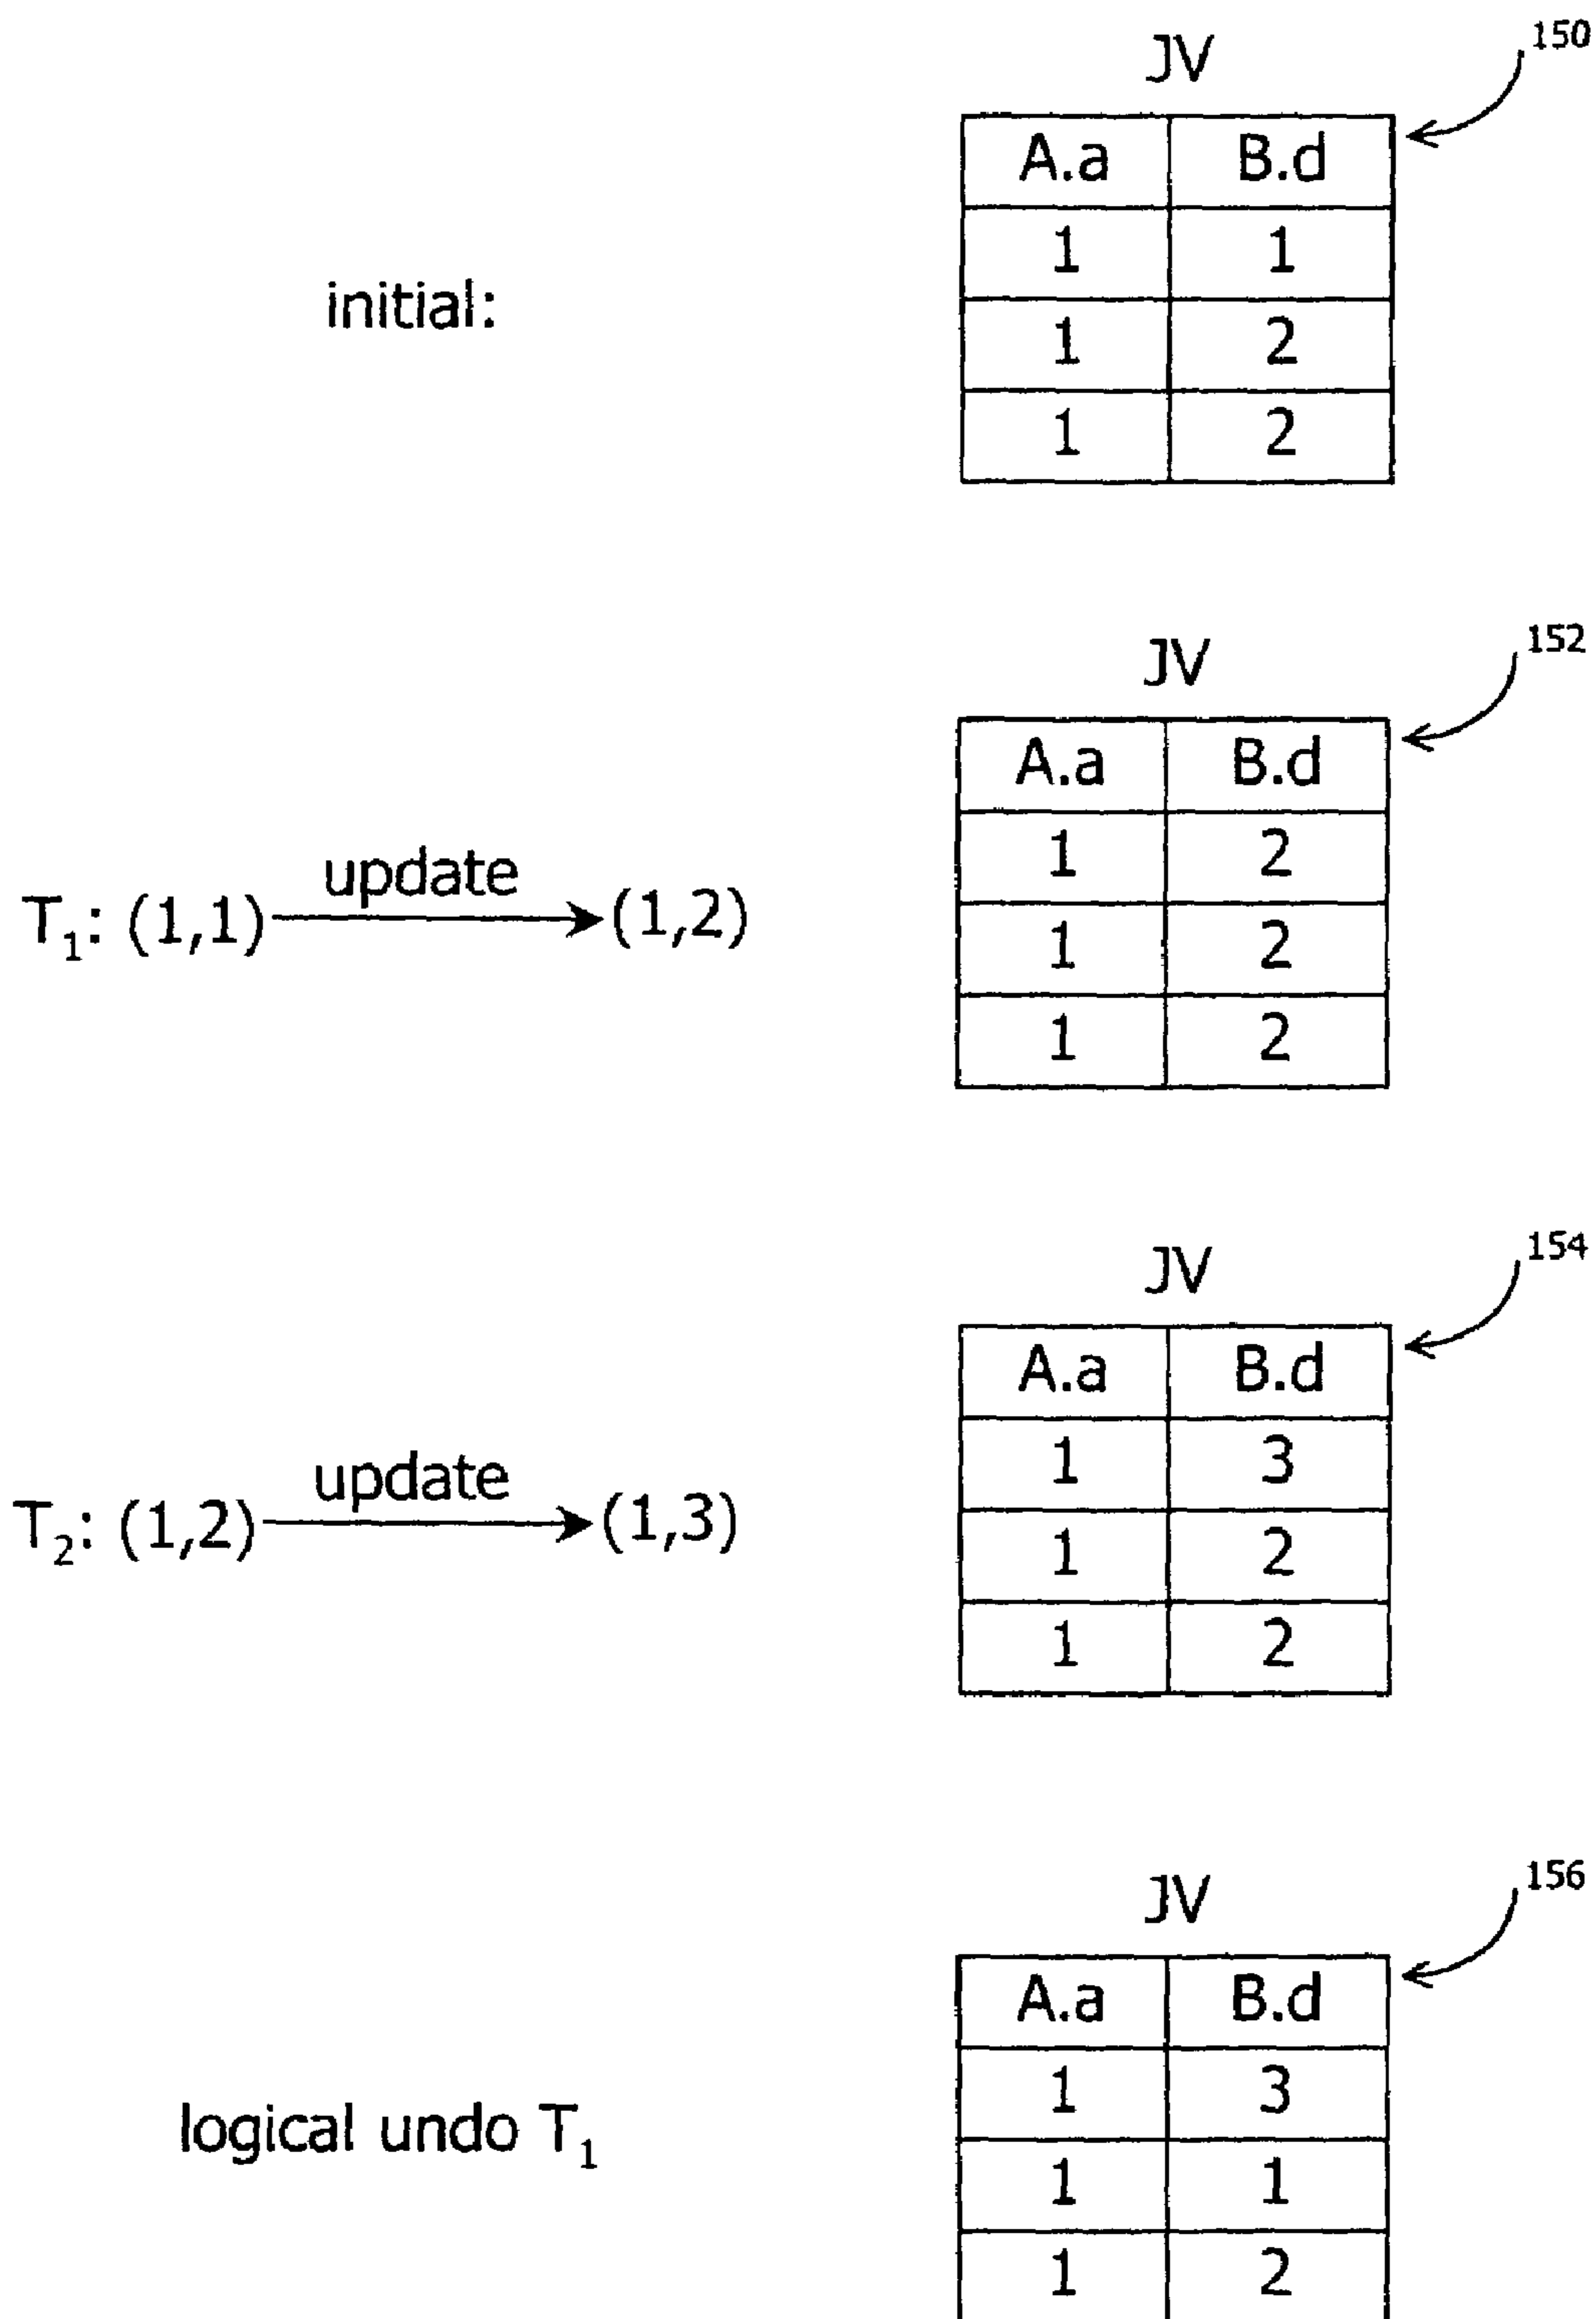 150
JV
A.a B.d
1 1
initial:
1 2
1 2
152
JV
A.a B.d
1 2
update
T₁: (1,1) (1,2)
1 2
1 2
154
JV
A.a B.d
1 3
update
T₂: (1,2) (1,3)
1 2
1 2
156
JV
A.a B.d
1 3
logical undo T₁
1 1
1 2